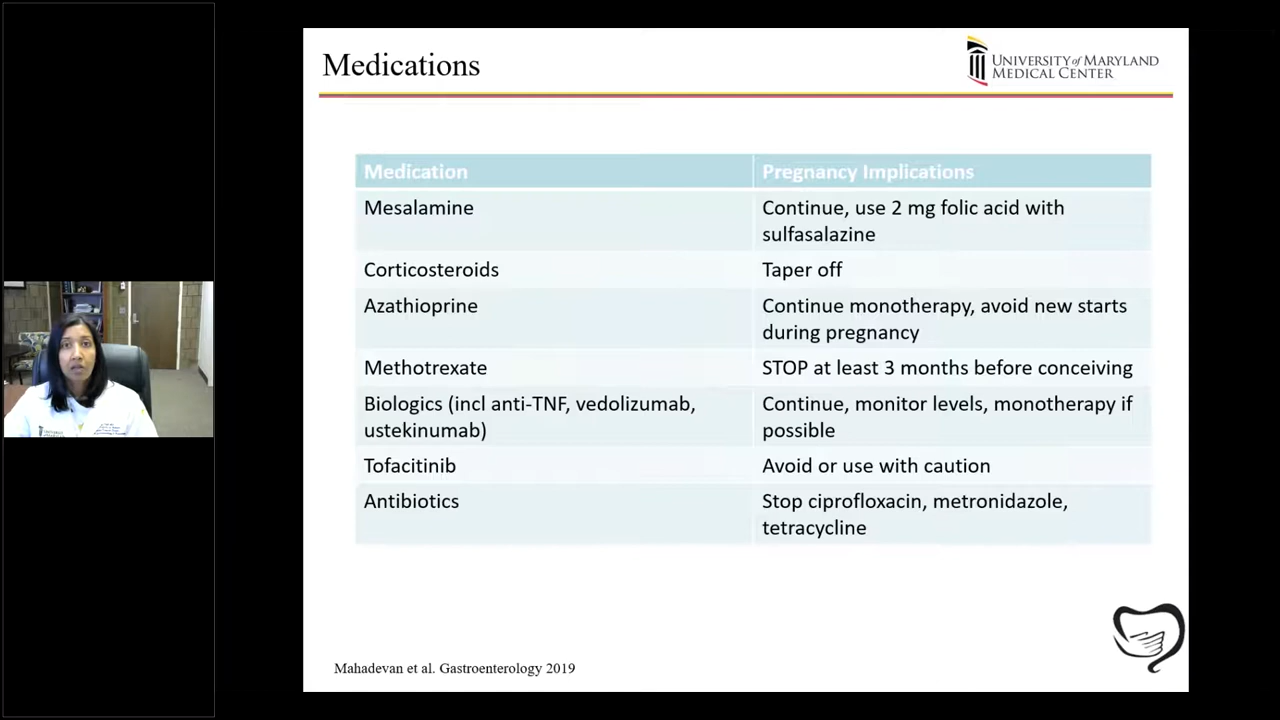 Medications
UNIVERSITY of MARYLAND
MEDICAL CENTER
Medication
Pregnancy Implications
Mesalamine
Continue, use 2 mg folic acid with
sulfasalazine
Corticosteroids
Taper off
Azathioprine
Continue monotherapy, avoid new starts
during pregnancy
Methotrexate
STOP at least 3 months before conceiving
Biologics (incl anti-TNF, vedolizumab,
ustekinumab)
Continue, monitor levels, monotherapy if
possible
Tofacitinib
Avoid or use with caution
Antibiotics
Stop ciprofloxacin, metronidazole,
tetracycline
Mahadevan et al. Gastroenterology 2019